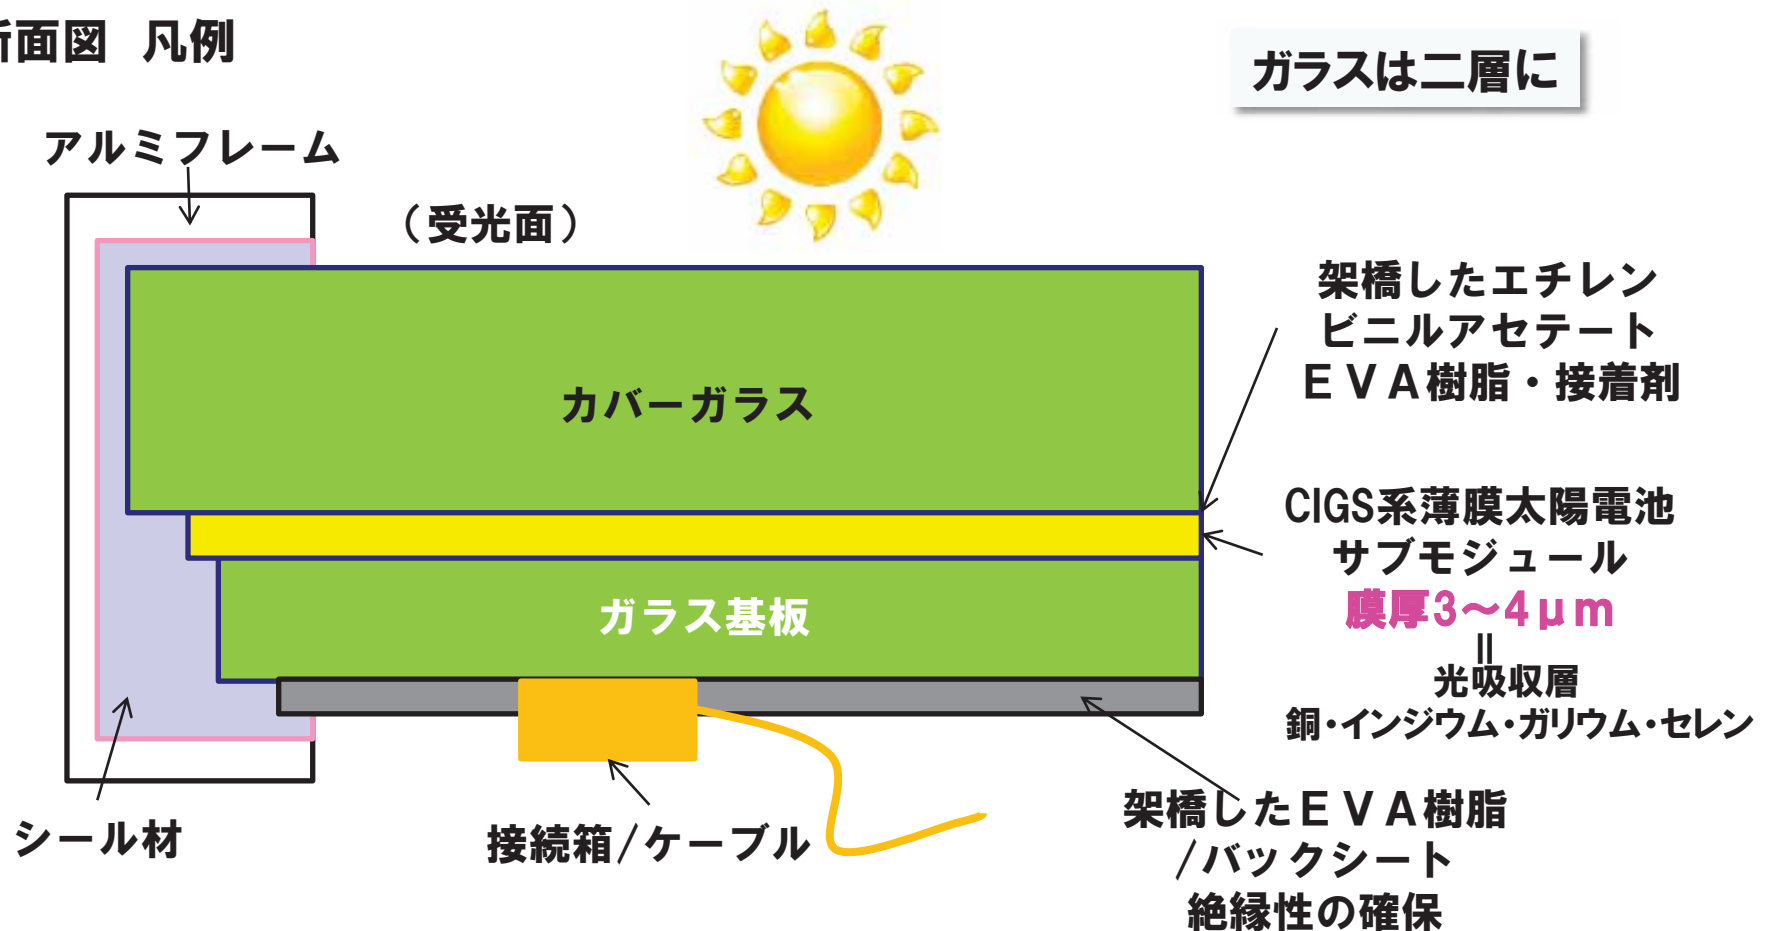 面図 凡例
ガラスは二層に
アルミフレーム
（受光面）
架橋したエチレン
ビニルアセテート
ＥＶＡ樹脂・接着剤
カバーガラス
CIGS系薄膜太陽電池
サブモジュール
膜厚3～4μm
||
光吸収層
銅・インジウム・ガリウム・セレン
ガラス基板
シール材
接続箱/ケーブル
架橋したＥＶＡ樹脂
/バックシート
絶縁性の確保